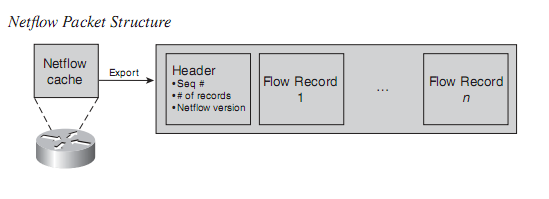 Netflow Packet Structure
Netflow
cache
Export
Header
•Seq #
•# of records
•Netflow version
Flow Record
1
...
Flow Record
n